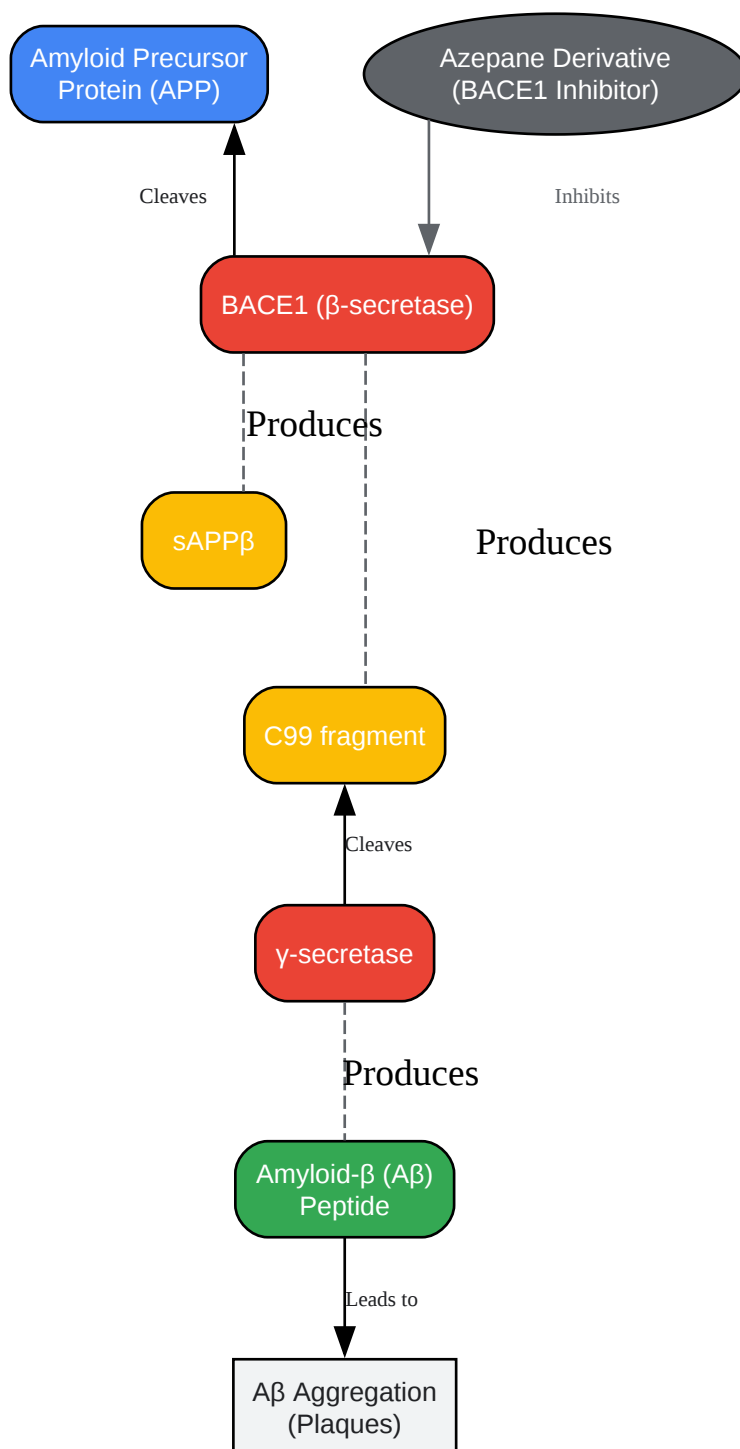 Amyloid Precursor
Protein (APP)
Azepane Derivative
(BACE1 Inhibitor)
Cleaves
Inhibits
BACE1 (β-secretase)
Produces
sAPPβ
Produces
C99 fragment
Cleaves
γ-secretase
Produces
Amyloid-β (Aβ)
Peptide
Leads to
Aβ Aggregation
(Plaques)